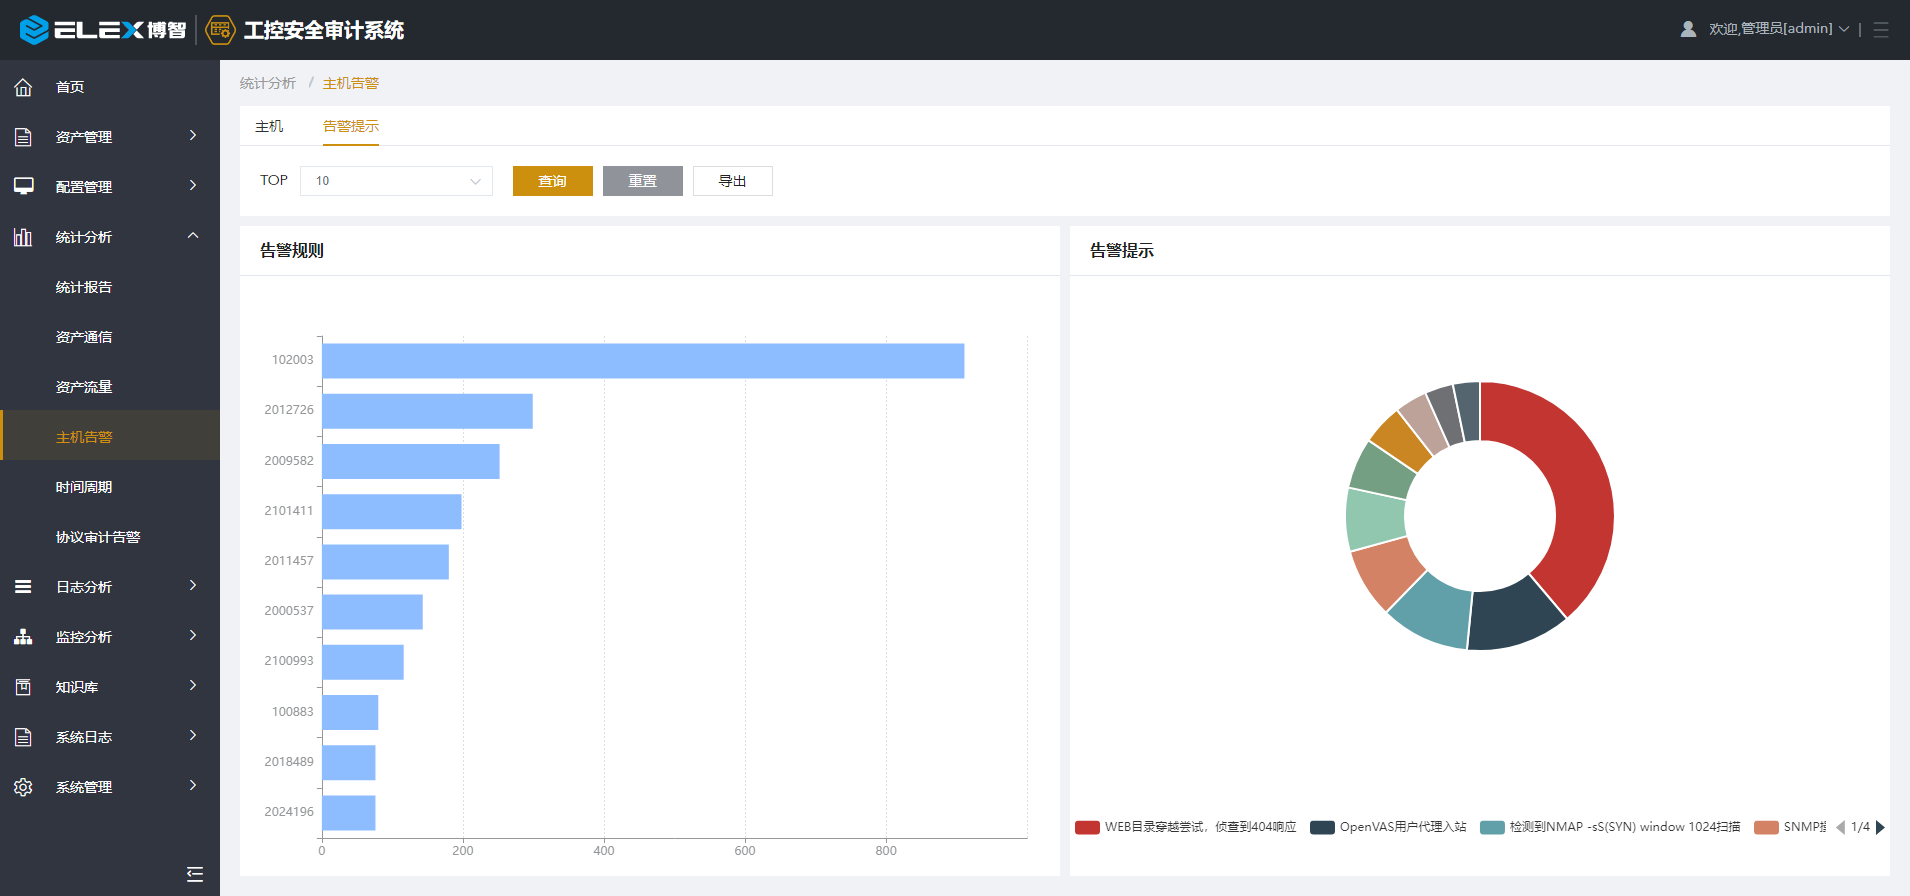 ELEX博智
工控安全审计系统
欢迎,管理员[admin]
首页
资产管理
配置管理
统计分析
统计报告
资产通信
资产流量
主机告警
时间周期
协议审计告警
日志分析
监控分析
知识库
系统日志
系统管理
统计分析 / 主机告警
主机 告警提示
TOP 10 查询 重置 导出
告警规则
102003
2012726
2009582
2101411
2011457
2000537
2100993
100883
2018489
2024196
0 200 400 600 800
告警提示
WEB目录穿越尝试，侦查到404响应 OpenVAS用户代理入站 检测到NMAP -sS(SYN) window 1024扫描 SNMP 1/4